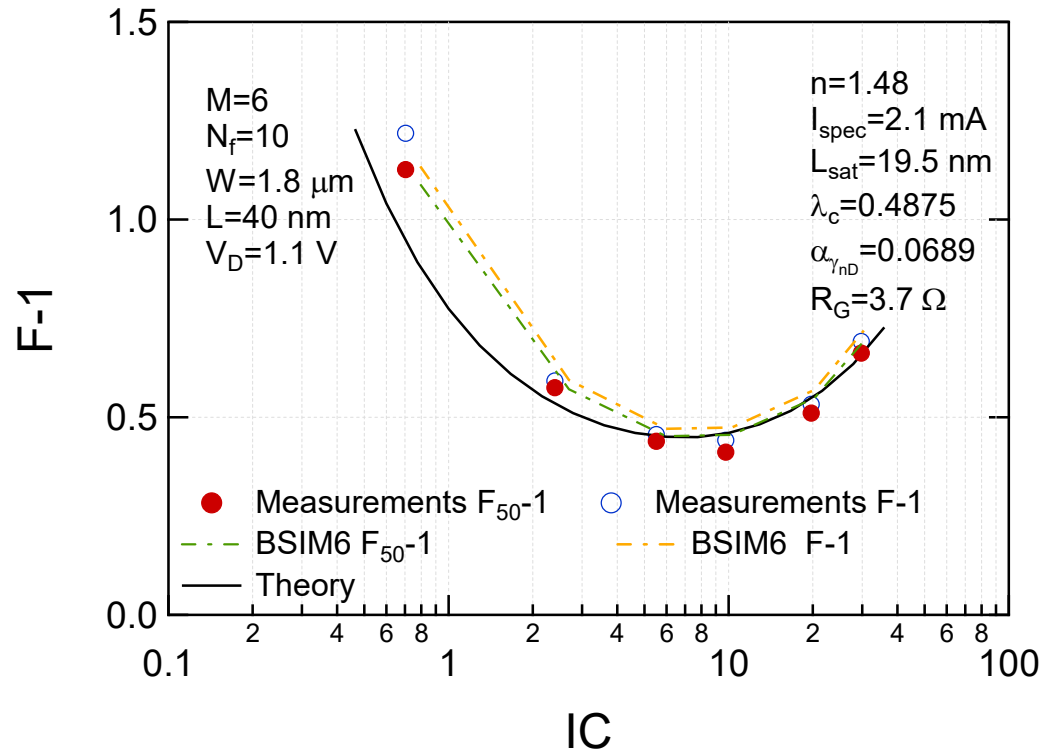 1.5
1.0
0.5
0.0
F-1
M=6
N_f=10
W=1.8 μm
L=40 nm
V_D=1.1 V
n=1.48
I_spec=2.1 mA
L_sat=19.5 nm
λ_c=0.4875
α_γ_nD=0.0689
R_G=3.7 Ω
Measurements F_50-1
Measurements F-1
BSIM6 F_50-1
BSIM6 F-1
Theory
2 4 6 8 2 4 6 8 2 4 6 8
0.1 1 10 100
IC